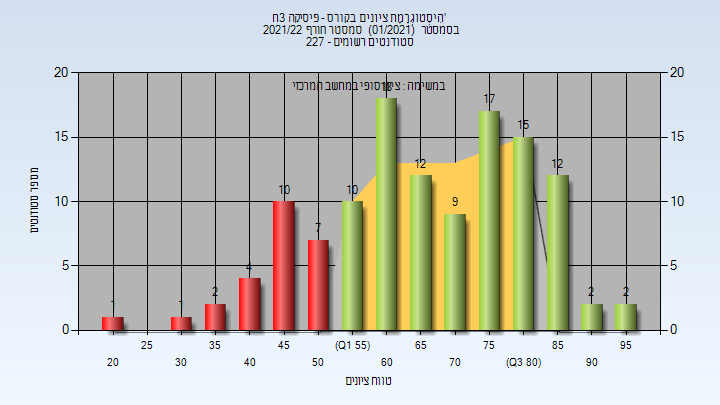 היסטוגרמת ציונים בקורס - פיסיקה 3ח'
בסמסטר (01/2021) סמסטר חורף 2021/22
סטודנטים רשומים - 227
במשימה : ציון סופי במחשב המרכזי
מספר סטודנטים
20 20
15 15
10 10
5 5
0 0
1 1 2 4 10 7 10 18 12 9 17 15 12 2 2
25 35 45 (Q1 55) 65 75 85 95
20 30 40 50 60 70 (Q3 80) 90
טווח ציונים